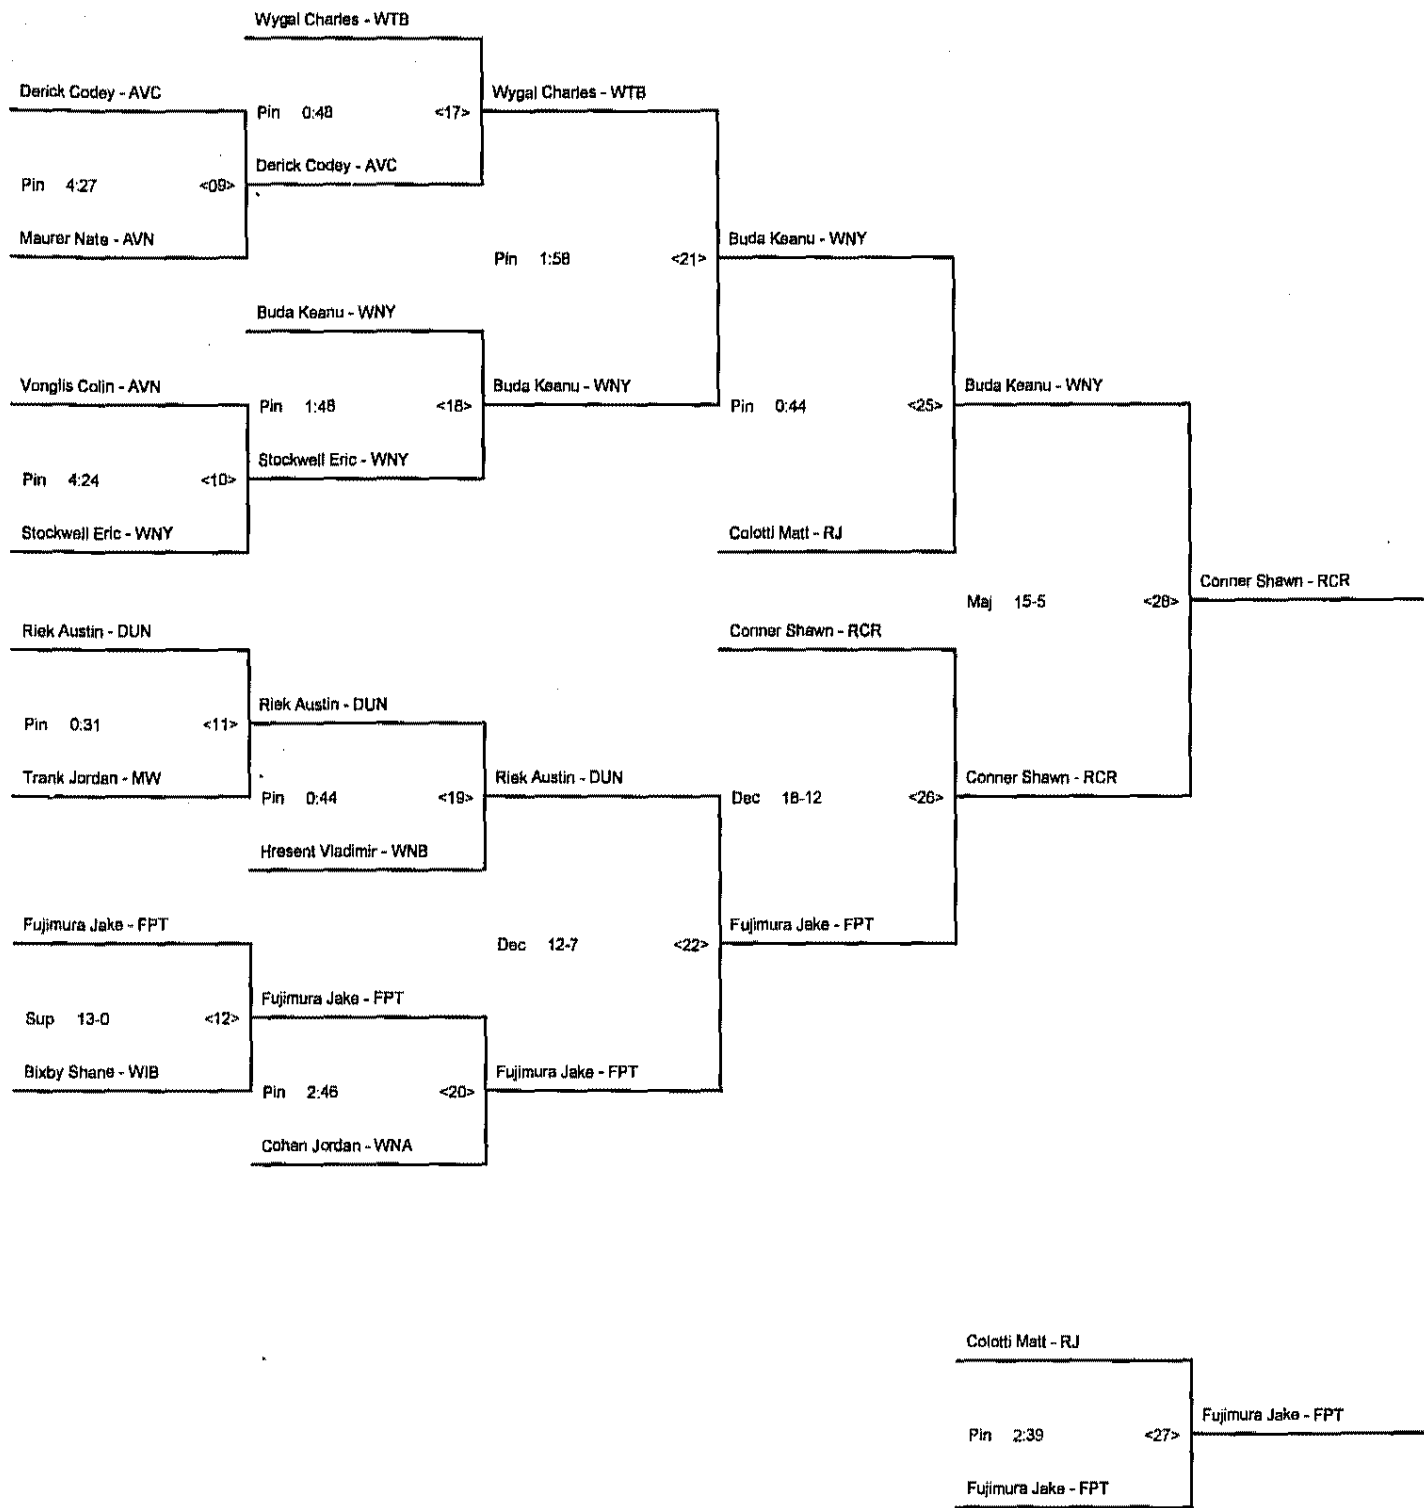 Wygal Charles - WTB
Derick Codey - AVC
Wygal Charles - WTB
Pin 0:48 <17>
Derick Codey - AVC
Pin 4:27 <09>
Maurer Nate - AVN
Buda Keanu - WNY
Pin 1:58 <21>
Buda Keanu - WNY
Vonglis Colin - AVN
Buda Keanu - WNY
Buda Keanu - WNY
Pin 1:48 <18>
Pin 0:44 <25>
Stockwell Eric - WNY
Pin 4:24 <10>
Stockwell Eric - WNY
Colotti Matt - RJ
Conner Shawn - RCR
Maj 15-5 <28>
Riek Austin - DUN
Conner Shawn - RCR
Riek Austin - DUN
Pin 0:31 <11>
Trank Jordan - MW
Riek Austin - DUN
Conner Shawn - RCR
Pin 0:44 <19>
Dec 18-12 <26>
Hresent Vladimir - WNB
Fujimura Jake - FPT
Fujimura Jake - FPT
Dec 12-7 <22>
Fujimura Jake - FPT
Sup 13-0 <12>
Bixby Shane - WIB
Fujimura Jake - FPT
Pin 2:46 <20>
Cohan Jordan - WNA
Colotti Matt - RJ
Fujimura Jake - FPT
Pin 2:39 <27>
Fujimura Jake - FPT